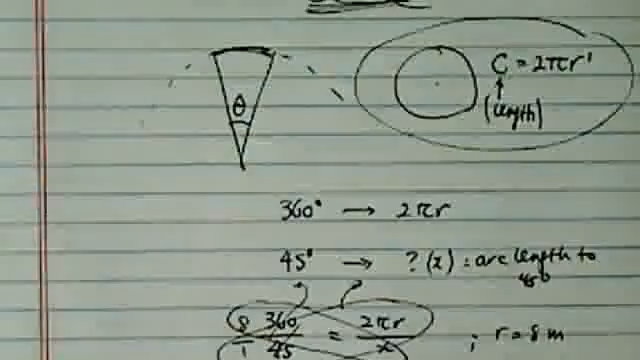 θ
C = 2πr'
↑
(length)
360° → 2πr
45° → ? (x) : arc length to
45°
8/1 360/45 = 2πr/x ; r = 8 m